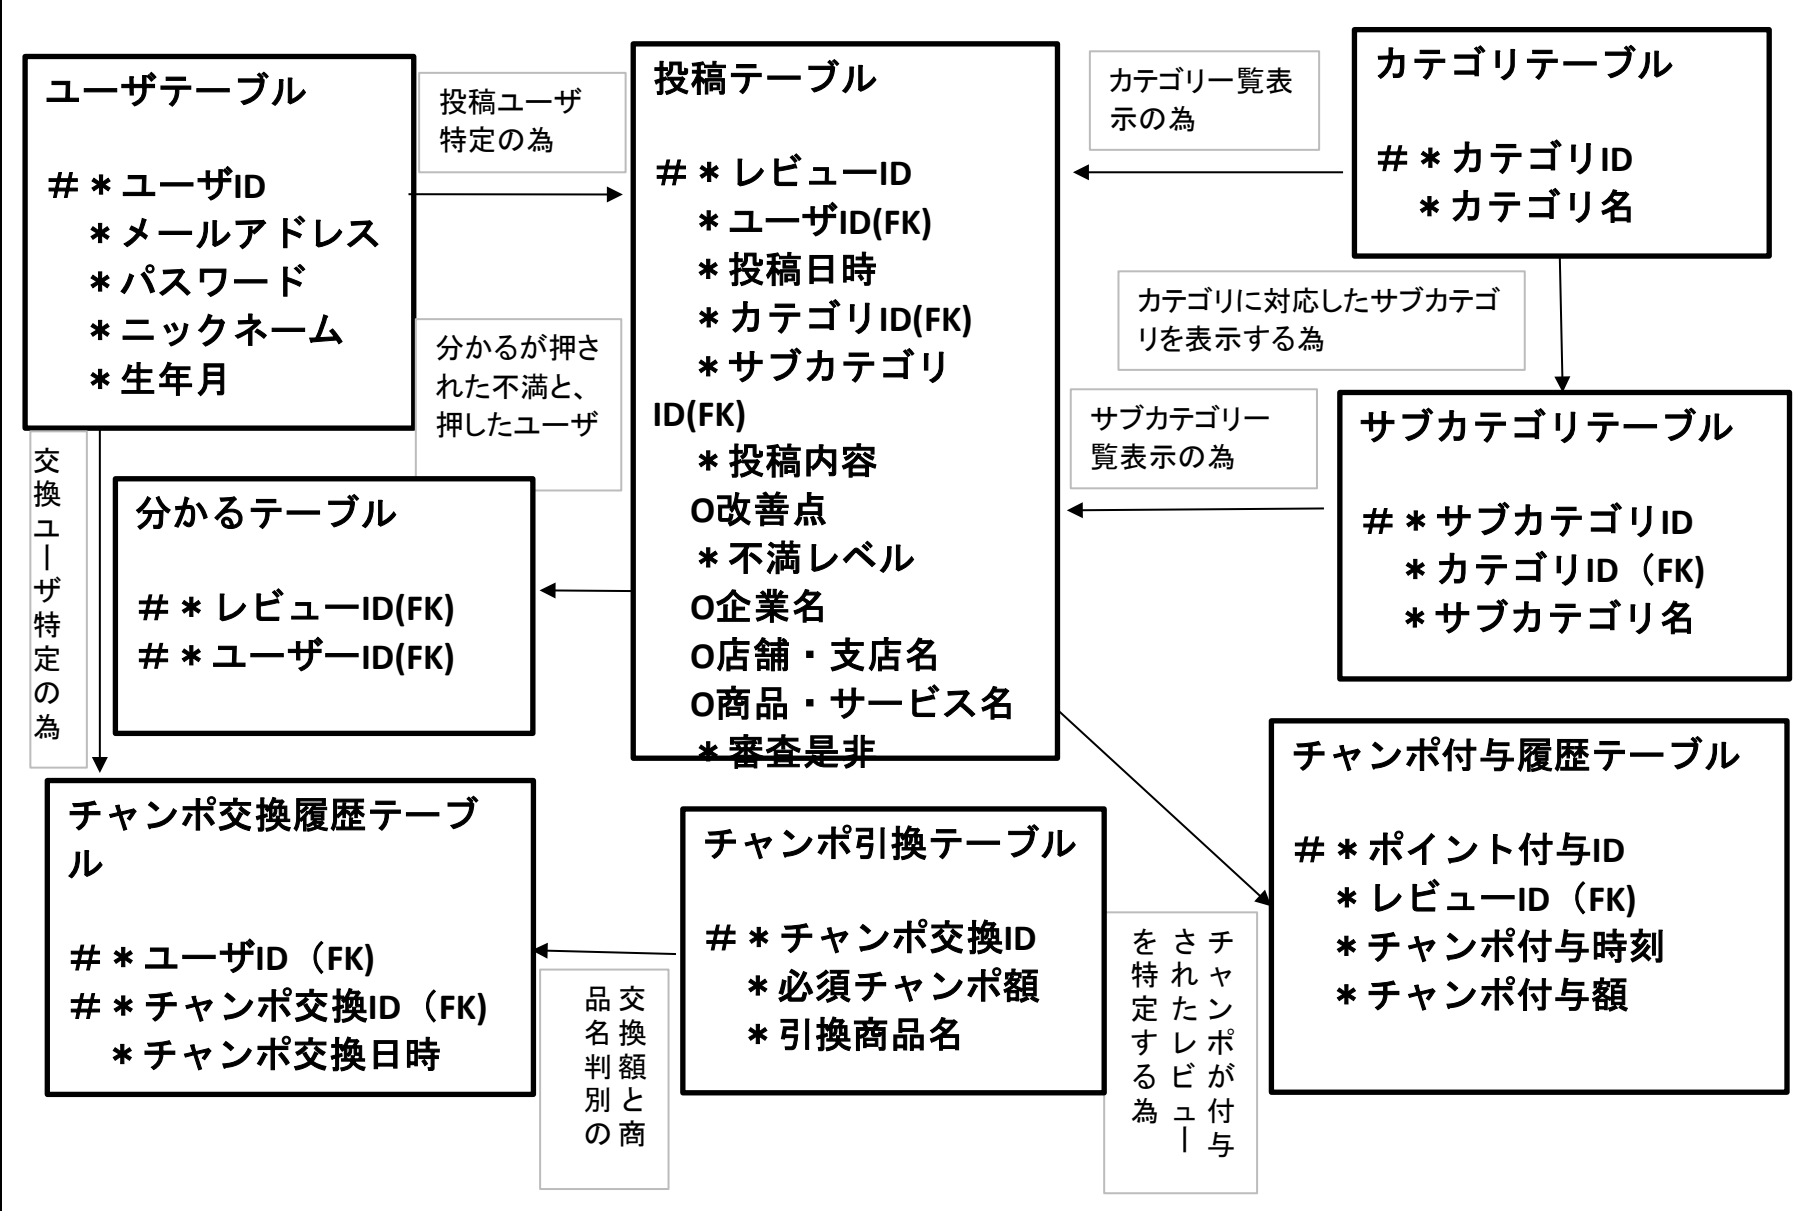 ユーザテーブル
＃＊ユーザID
＊メールアドレス
＊パスワード
＊ニックネーム
＊生年月
投稿ユーザ
特定の為
投稿テーブル
＃＊レビューID
＊ユーザID(FK)
＊投稿日時
＊カテゴリID(FK)
＊サブカテゴリ
ID(FK)
＊投稿内容
O改善点
＊不満レベル
O企業名
O店舗・支店名
O商品・サービス名
＊審査是非
カテゴリ一覧表
示の為
カテゴリテーブル
＃＊カテゴリID
＊カテゴリ名
カテゴリに対応したサブカテゴ
リを表示する為
分かるが押さ
れた不満と、
押したユーザ
サブカテゴリ一
覧表示の為
サブカテゴリテーブル
＃＊サブカテゴリID
＊カテゴリID（FK)
＊サブカテゴリ名
交換ユーザ特定の為
分かるテーブル
＃＊レビューID(FK)
＃＊ユーザーID(FK)
チャンポ交換履歴テーブ
ル
＃＊ユーザID（FK)
＃＊チャンポ交換ID（FK)
＊チャンポ交換日時
交換額と商
品名判別の
チャンポ引換テーブル
＃＊チャンポ交換ID
＊必須チャンポ額
＊引換商品名
チャンポが付与
されたレビュー
を特定する為
チャンポ付与履歴テーブル
＃＊ポイント付与ID
＊レビューID（FK)
＊チャンポ付与時刻
＊チャンポ付与額